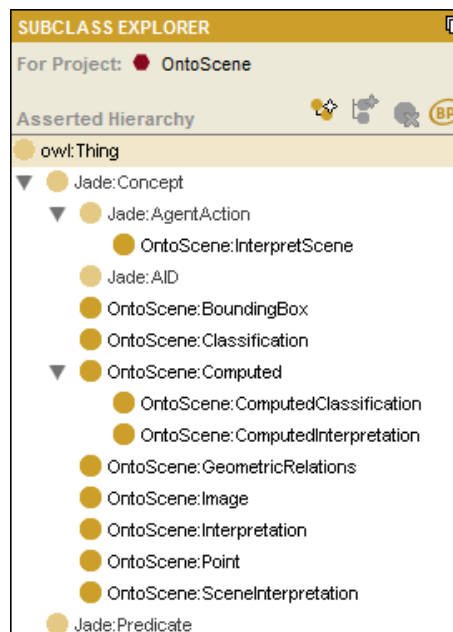 SUBCLASS EXPLORER
For Project: OntoScene
Asserted Hierarchy BP
owl:Thing
Jade:Concept
Jade:AgentAction
OntoScene:InterpretScene
Jade:AID
OntoScene:BoundingBox
OntoScene:Classification
OntoScene:Computed
OntoScene:ComputedClassification
OntoScene:ComputedInterpretation
OntoScene:GeometricRelations
OntoScene:Image
OntoScene:Interpretation
OntoScene:Point
OntoScene:SceneInterpretation
Jade:Predicate